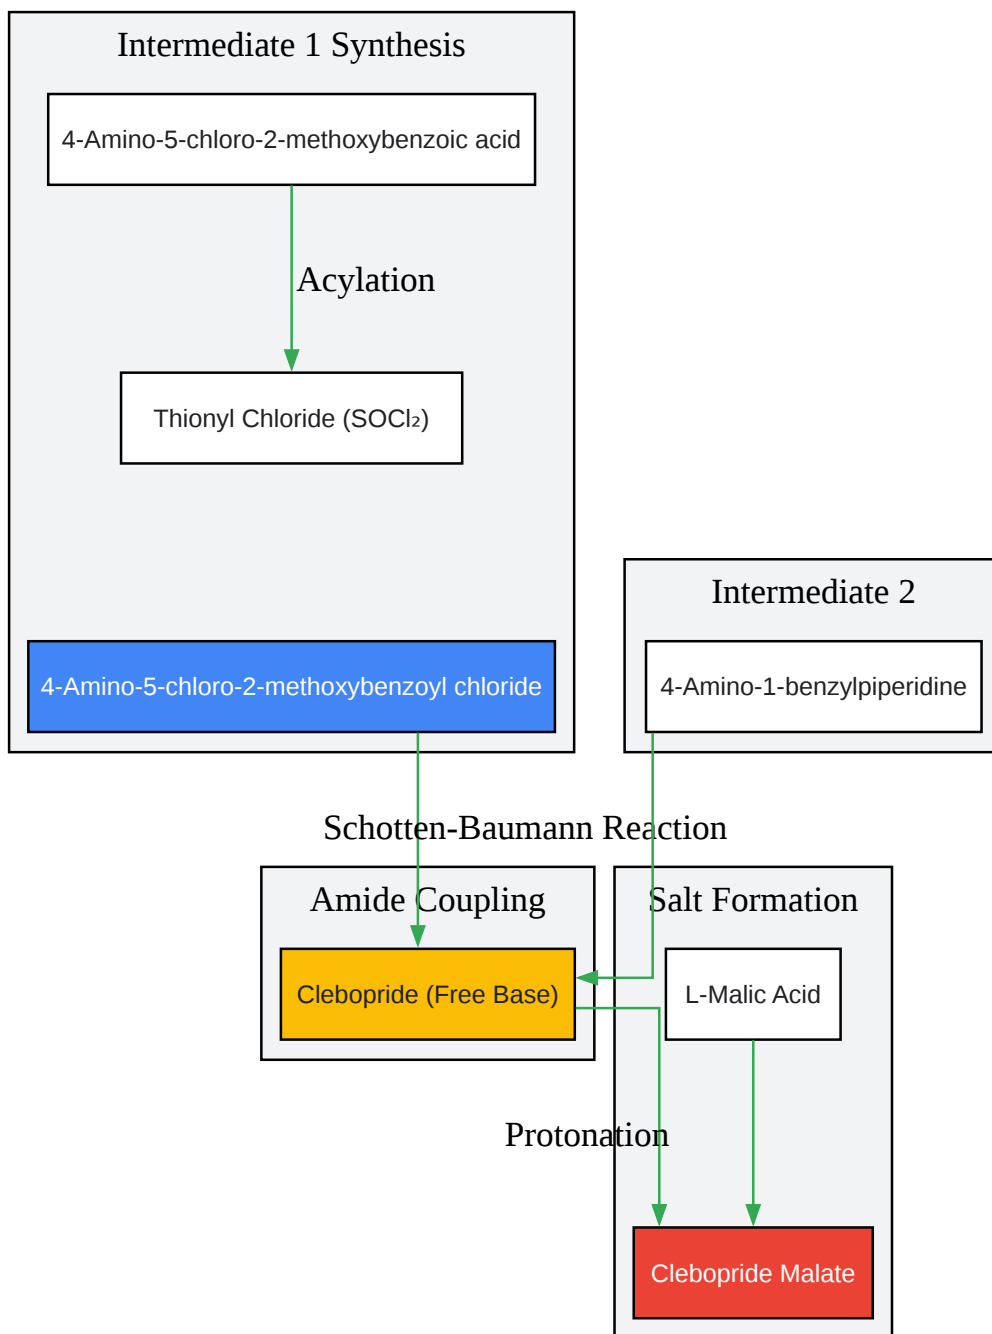 Intermediate 1 Synthesis
4-Amino-5-chloro-2-methoxybenzoic acid
Acylation
Thionyl Chloride (SOCl₂)
4-Amino-5-chloro-2-methoxybenzoyl chloride
Intermediate 2
4-Amino-1-benzylpiperidine
Schotten-Baumann Reaction
Amide Coupling
Clebopride (Free Base)
Salt Formation
L-Malic Acid
Protonation
Clebopride Malate